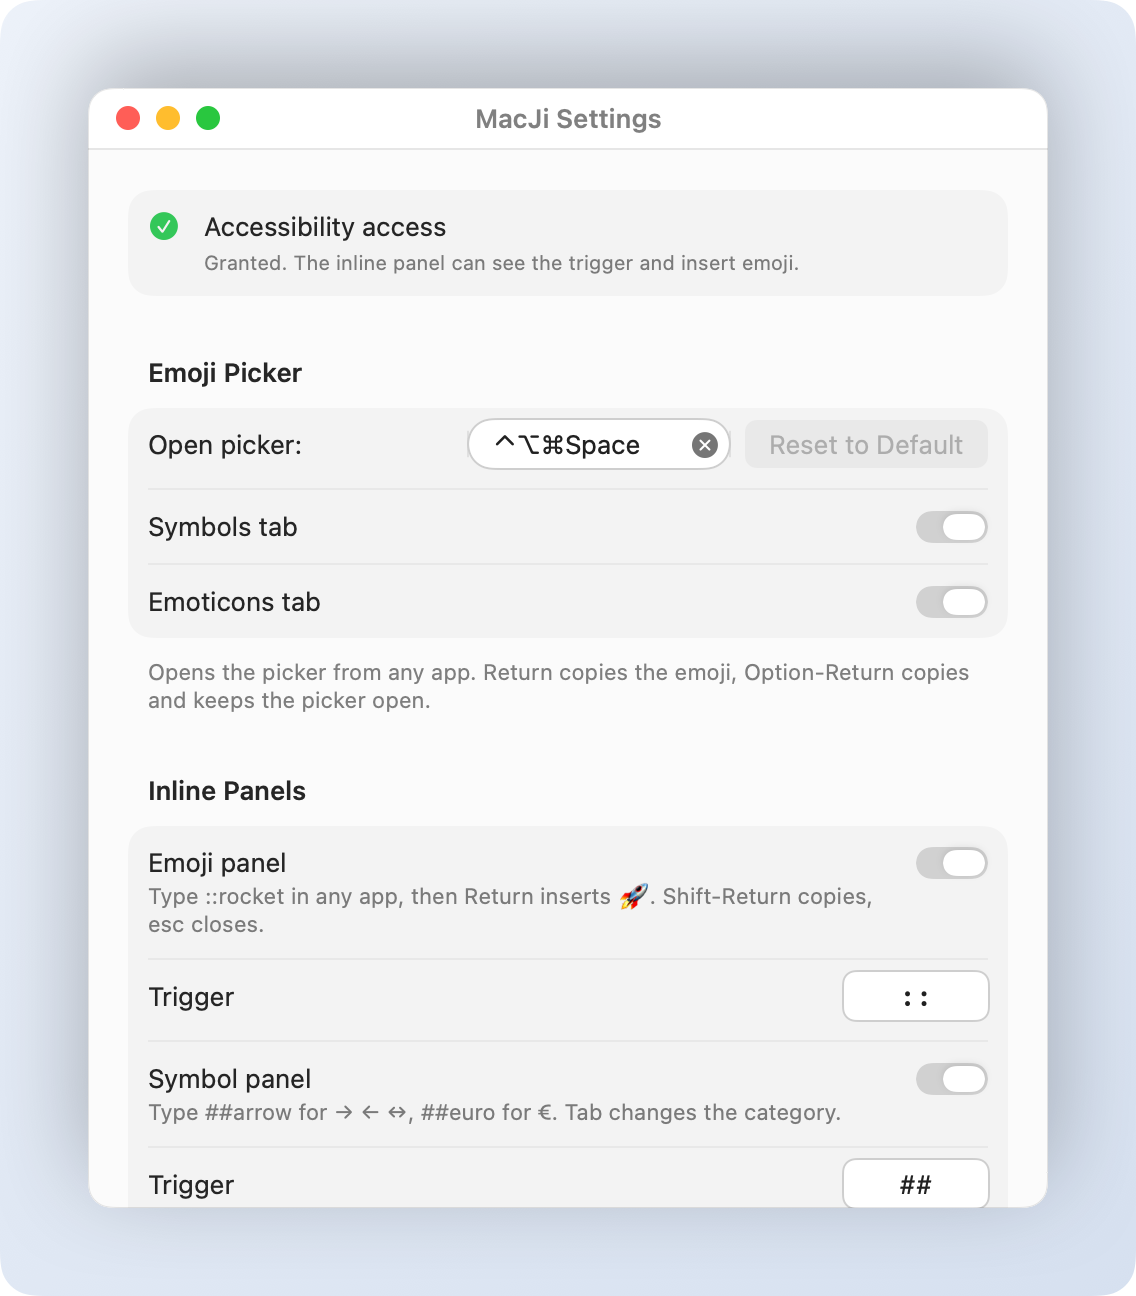 MacJi Settings
Accessibility access
Granted. The inline panel can see the trigger and insert emoji.
Emoji Picker
Open picker: ⌃⌥⌘Space Reset to Default
Symbols tab
Emoticons tab
Opens the picker from any app. Return copies the emoji, Option-Return copies
and keeps the picker open.
Inline Panels
Emoji panel
Type ::rocket in any app, then Return inserts 🚀. Shift-Return copies,
esc closes.
Trigger ::
Symbol panel
Type ##arrow for → ← ↔, ##euro for €. Tab changes the category.
Trigger ##